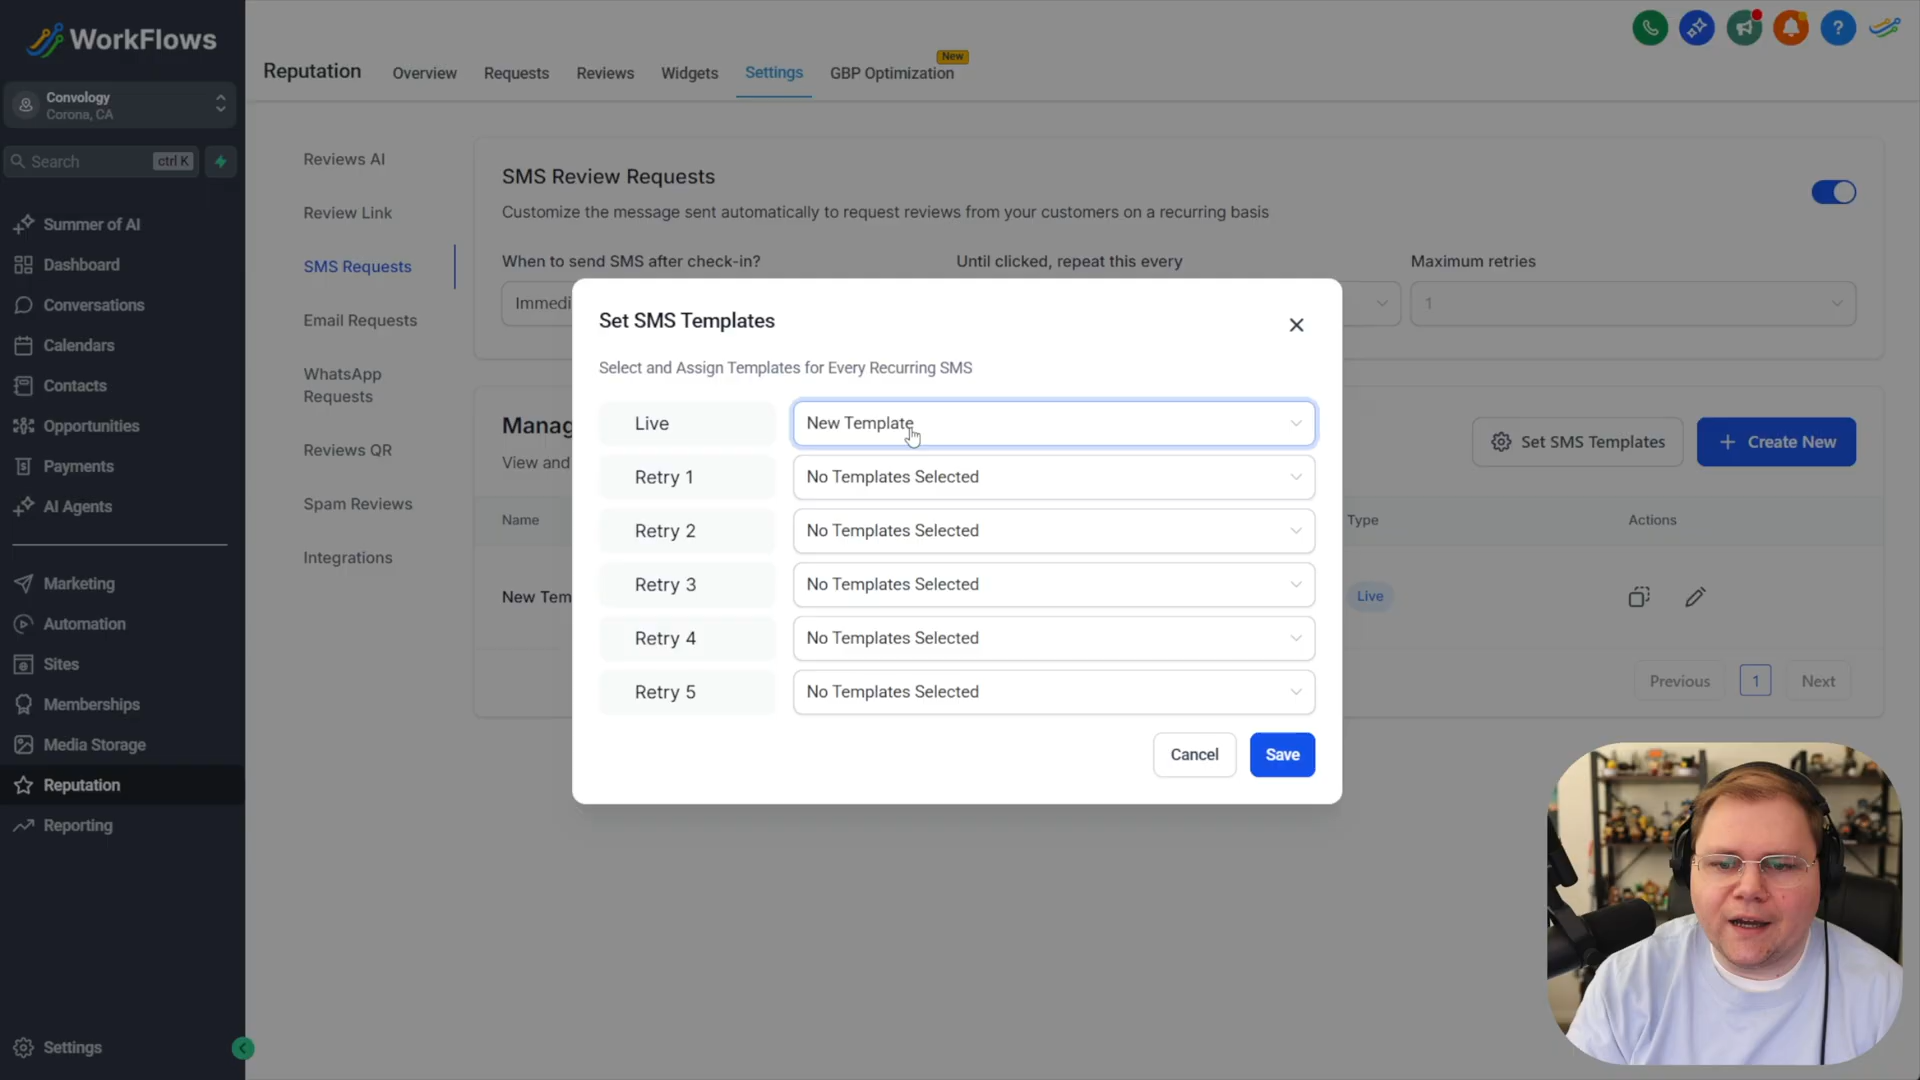 WorkFlows
Convology
Corona, CA
Search
ctrl K
Summer of AI
Dashboard
Conversations
Calendars
Contacts
Opportunities
Payments
AI Agents
Marketing
Automation
Sites
Memberships
Media Storage
Reputation
Reporting
Settings
Reputation
Overview
Requests
Reviews
Widgets
Settings
GBP Optimization
New
Reviews AI
Review Link
SMS Requests
Email Requests
WhatsApp
Requests
Reviews QR
Spam Reviews
Integrations
SMS Review Requests
Customize the message sent automatically to request reviews from your customers on a recurring basis
When to send SMS after check-in?
Until clicked, repeat this every
Maximum retries
Immedi
1
Manag
View and
Set SMS Templates
Create New
Name
Type
Actions
New Tem
Live
Previous
1
Next
Set SMS Templates
Select and Assign Templates for Every Recurring SMS
Live
New Template
Retry 1
No Templates Selected
Retry 2
No Templates Selected
Retry 3
No Templates Selected
Retry 4
No Templates Selected
Retry 5
No Templates Selected
Cancel
Save